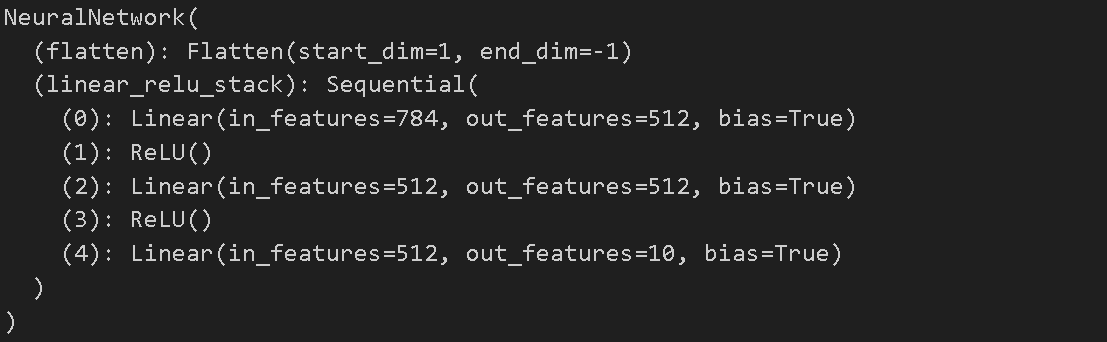 NeuralNetwork(
  (flatten): Flatten(start_dim=1, end_dim=-1)
  (linear_relu_stack): Sequential(
    (0): Linear(in_features=784, out_features=512, bias=True)
    (1): ReLU()
    (2): Linear(in_features=512, out_features=512, bias=True)
    (3): ReLU()
    (4): Linear(in_features=512, out_features=10, bias=True)
  )
)